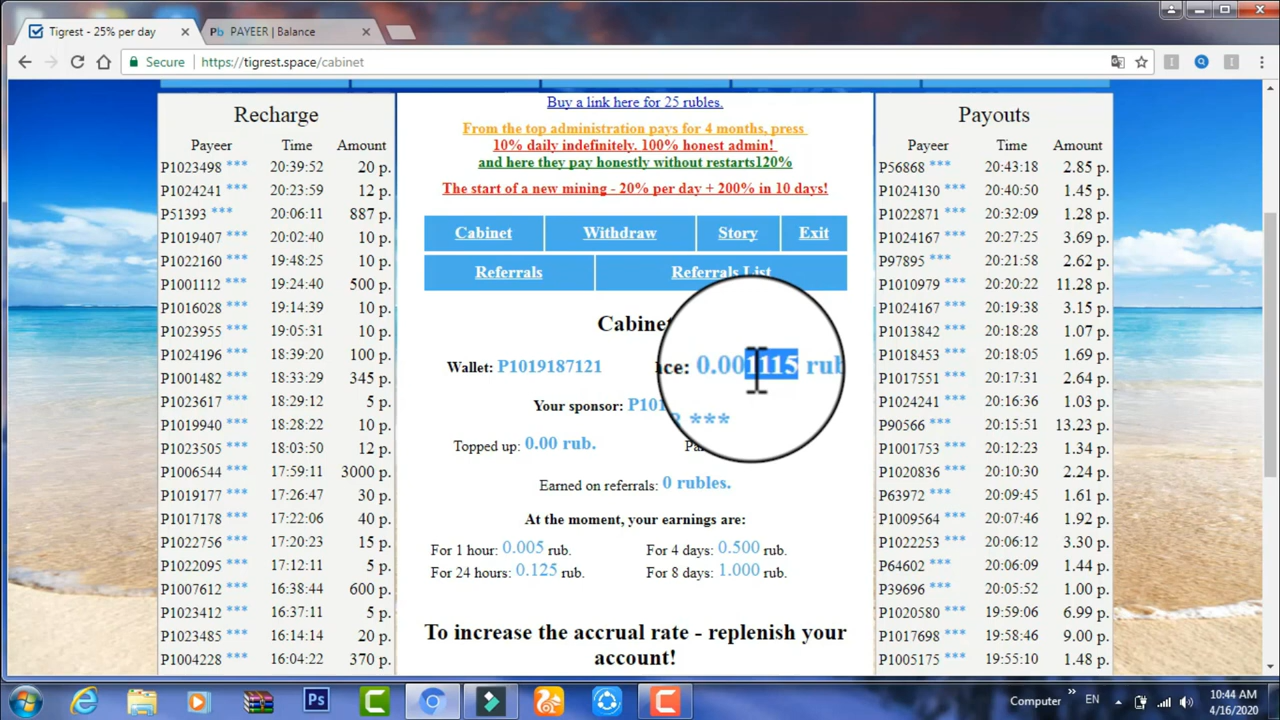 Tigrest - 25% per day
PAYEER | Balance
Secure
https://tigrest.space/cabinet
Buy a link here for 25 rubles.
From the top administration pays for 4 months, press
10% daily indefinitely. 100% honest admin!
and here they pay honestly without restarts120%
The start of a new mining - 20% per day + 200% in 10 days!
Recharge
Payeer Time Amount
P1023498 *** 20:39:52 20 p.
P1024241 *** 20:23:59 12 p.
P51393 *** 20:06:11 887 p.
P1019407 *** 20:02:40 10 p.
P1022160 *** 19:48:25 10 p.
P1001112 *** 19:24:40 500 p.
P1016028 *** 19:14:39 10 p.
P1023955 *** 19:05:31 10 p.
P1024196 *** 18:39:20 100 p.
P1001482 *** 18:33:29 345 p.
P1023617 *** 18:29:12 5 p.
P1019940 *** 18:28:22 10 p.
P1023505 *** 18:03:50 12 p.
P1006544 *** 17:59:11 3000 p.
P1019177 *** 17:26:47 30 p.
P1017178 *** 17:22:06 40 p.
P1022756 *** 17:20:23 15 p.
P1022095 *** 17:12:11 5 p.
P1007612 *** 16:38:44 600 p.
P1023412 *** 16:37:11 5 p.
P1023485 *** 16:14:14 20 p.
P1004228 *** 16:04:22 370 p.
Cabinet Withdraw Story Exit
Referrals Referrals List
Cabinet
Wallet: P1019187121
ce: 0.001115 rub
Your sponsor: P101
***
Topped up: 0.00 rub.
Pa
Earned on referrals: 0 rubles.
At the moment, your earnings are:
For 1 hour: 0.005 rub. For 4 days: 0.500 rub.
For 24 hours: 0.125 rub. For 8 days: 1.000 rub.
To increase the accrual rate - replenish your
account!
Payouts
Payeer Time Amount
P56868 *** 20:43:18 2.85 p.
P1024130 *** 20:40:50 1.45 p.
P1022871 *** 20:32:09 1.28 p.
P1024167 *** 20:27:25 3.69 p.
P97895 *** 20:21:58 2.62 p.
P1010979 *** 20:20:22 11.28 p.
P1024167 *** 20:19:38 3.15 p.
P1013842 *** 20:18:28 1.07 p.
P1018453 *** 20:18:05 1.69 p.
P1017551 *** 20:17:31 2.64 p.
P1024241 *** 20:16:36 1.03 p.
P90566 *** 20:15:51 13.23 p.
P1001753 *** 20:12:23 1.34 p.
P1020836 *** 20:10:30 2.24 p.
P63972 *** 20:09:45 1.61 p.
P1009564 *** 20:07:46 1.92 p.
P1022253 *** 20:06:12 3.30 p.
P64602 *** 20:06:09 1.44 p.
P39696 *** 20:05:52 1.00 p.
P1020580 *** 19:59:06 6.99 p.
P1017698 *** 19:58:46 9.00 p.
P1005175 *** 19:55:10 1.48 p.
Computer
EN
10:44 AM
4/16/2020